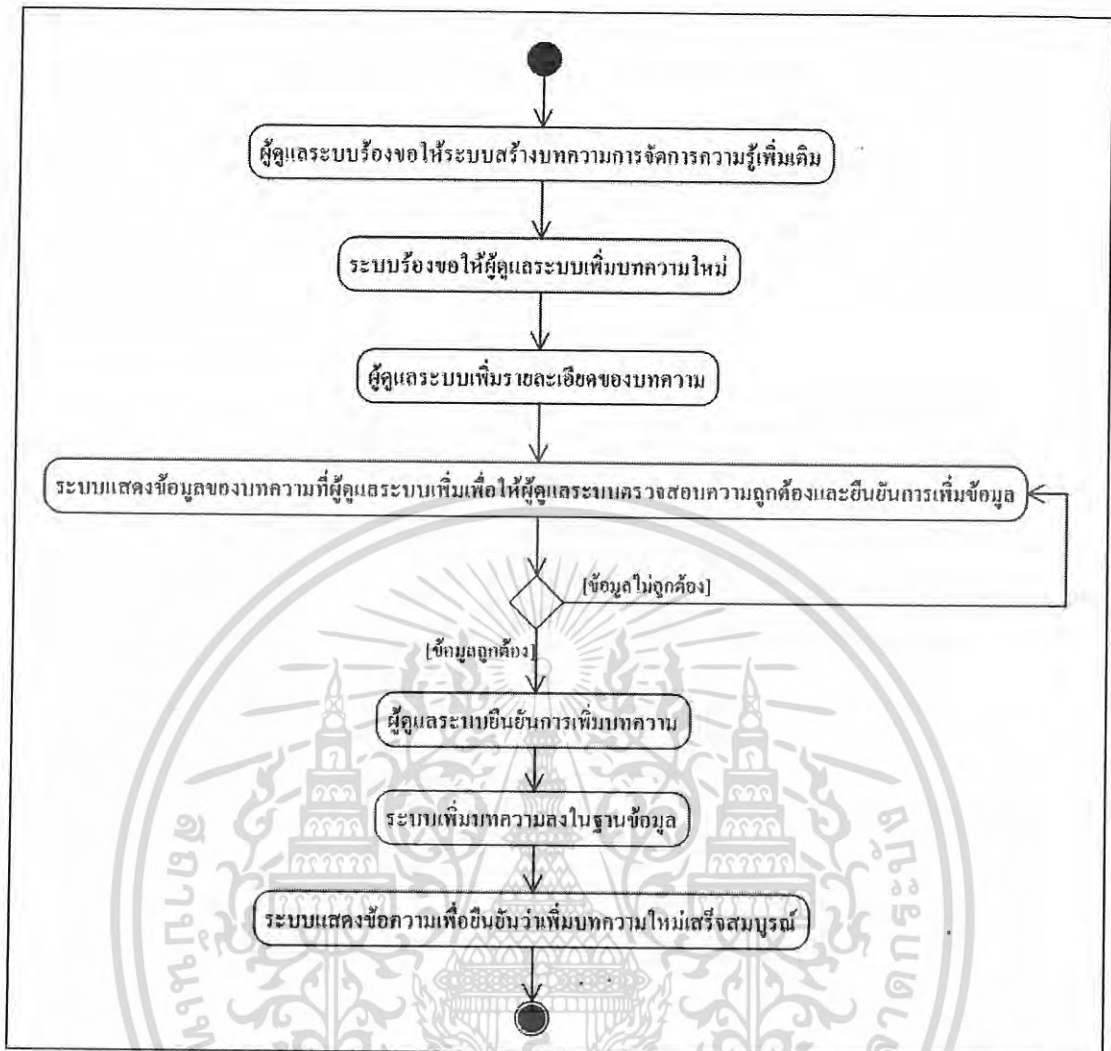 ผู้ดูแลระบบร้องขอให้ระบบสร้างบทความการจัดการความรู้เพิ่มเติม
ระบบร้องขอให้ผู้ดูแลระบบเพิ่มบทความใหม่
ผู้ดูแลระบบเพิ่มรายละเอียดของบทความ
ระบบแสดงข้อมูลของบทความที่ผู้ดูแลระบบเพิ่มเพื่อให้ผู้ดูแลระบบตรวจสอบความถูกต้องและยืนยันการเพิ่มข้อมูล
[ข้อมูลไม่ถูกต้อง]
[ข้อมูลถูกต้อง]
ผู้ดูแลระบบยืนยันการเพิ่มบทความ
ระบบเพิ่มบทความลงในฐานข้อมูล
ระบบแสดงข้อความเพื่อยืนยันว่าเพิ่มบทความใหม่เสร็จสมบูรณ์